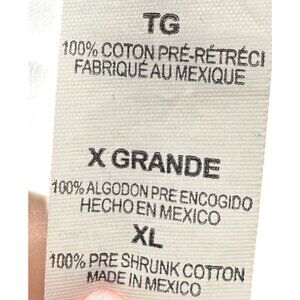 TG
100% COTON PRÉ-RÉTRÉCI
FABRIQUÉ AU MEXIQUE
X GRANDE
100% ALGODON PRE ENCOGIDO
HECHO EN MEXICO
XL
100% PRE SHRUNK COTTON
MADE IN MEXICO